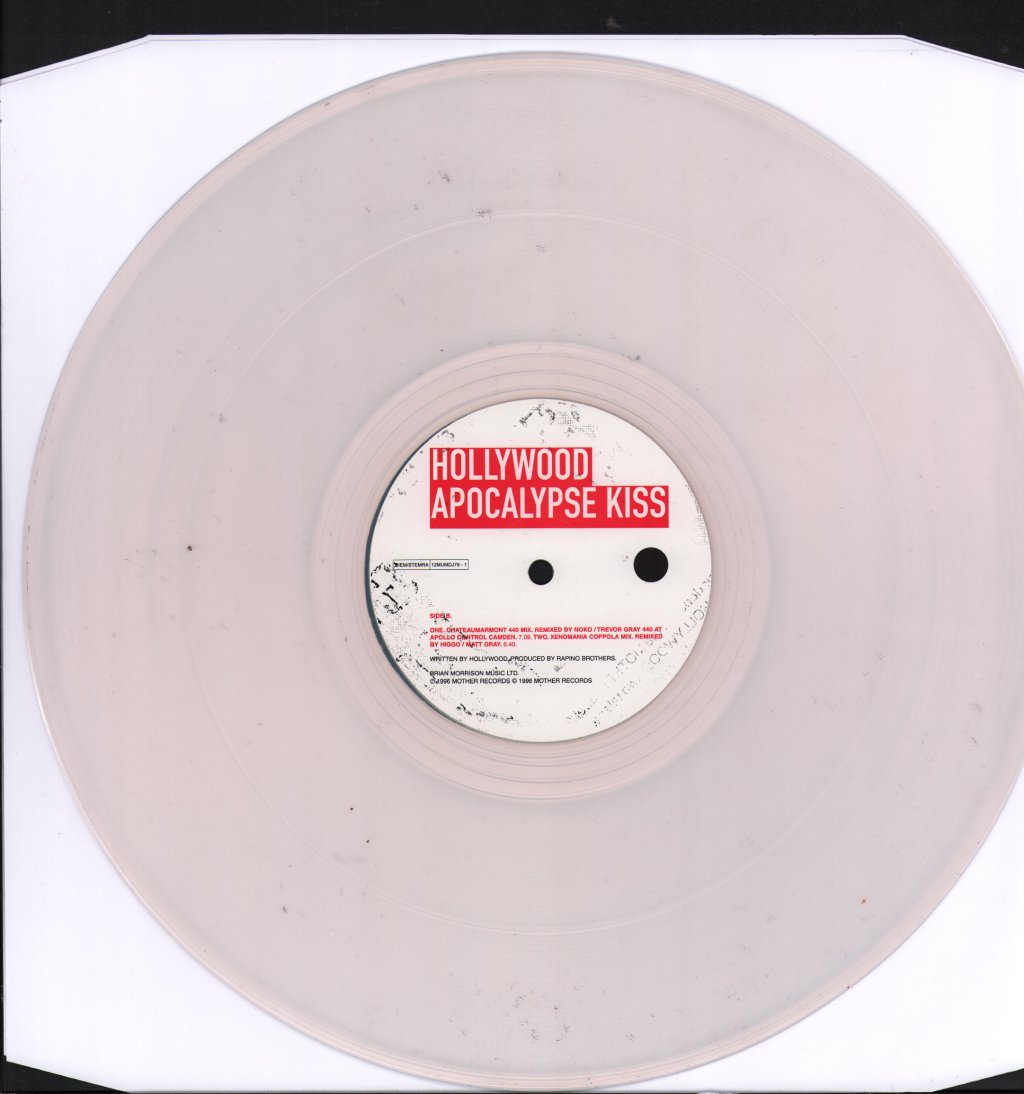 HOLLYWOOD
APOCALYPSE KISS
BIEM/STEMRA 12MUMDJ79 - 1
SIDE B.
ONE. CHATEAUMARMONT 440 MIX. REMIXED BY NOKO / TREVOR GRAY 440 AT
APOLLO CONTROL CAMDEN. 7.09. TWO. XENOMANIA COPPOLA MIX. REMIXED
BY HIGGO / MATT GRAY. 6.40.
WRITTEN BY HOLLYWOOD. PRODUCED BY RAPINO BROTHERS.
BRIAN MORRISON MUSIC LTD.
℗ 1996 MOTHER RECORDS © 1996 MOTHER RECORDS